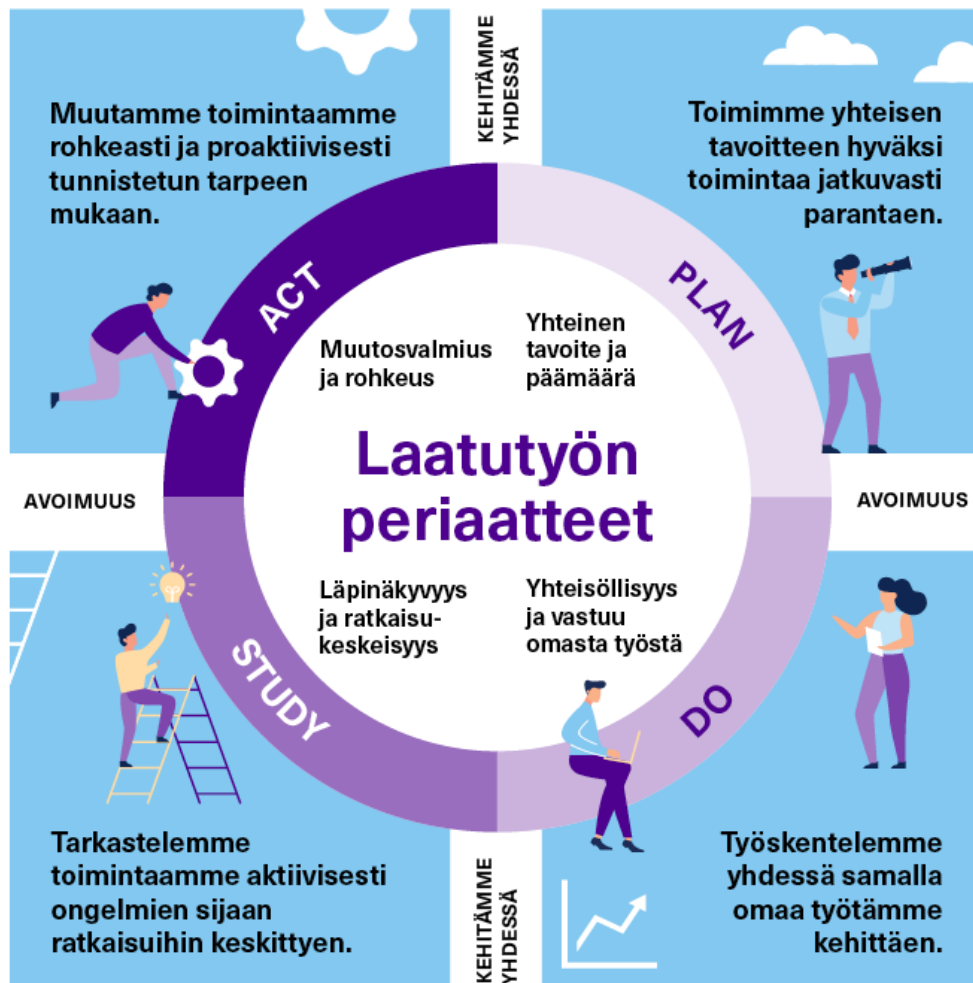 KEHITÄMME
YHDESSÄ
Muutamme toimintaamme
rohkeasti ja proaktiivisesti
tunnistetun tarpeen
mukaan.
Toimimme yhteisen
tavoitteen hyväksi
toimintaa jatkuvasti
parantaen.
ACT
PLAN
Muutosvalmius
ja rohkeus
Yhteinen
tavoite ja
päämäärä
Laatutyön
periaatteet
AVOIMUUS
AVOIMUUS
Läpinäkyvyys
ja ratkaisu-
keskeisyys
Yhteisöllisyys
ja vastuu
omasta työstä
STUDY
DO
Tarkastelemme
toimintaamme aktiivisesti
ongelmien sijaan
ratkaisuihin keskittyen.
Työskentelemme
yhdessä samalla
omaa työtämme
kehittäen.
KEHITÄMME
YHDESSÄ